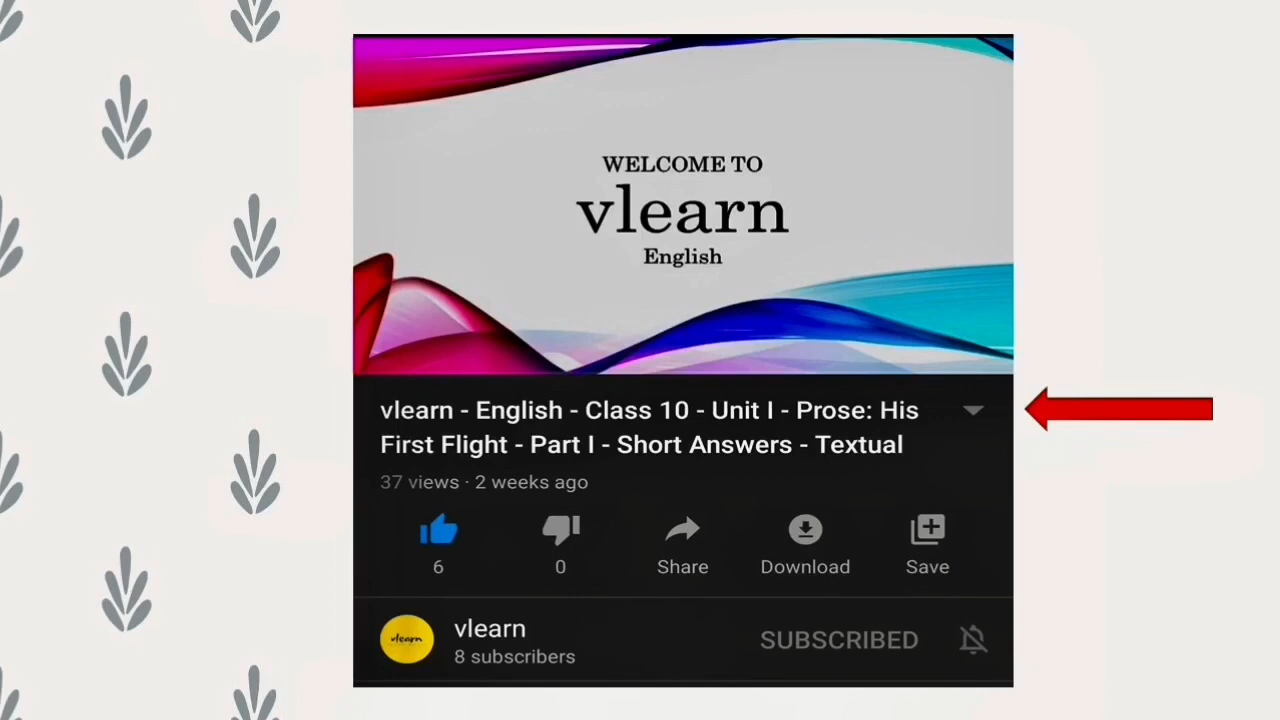 WELCOME TO
vlearn
English
vlearn - English - Class 10 - Unit I - Prose: His
First Flight - Part I - Short Answers - Textual
37 views · 2 weeks ago
6
0
Share
Download
Save
vlearn
vlearn
8 subscribers
SUBSCRIBED